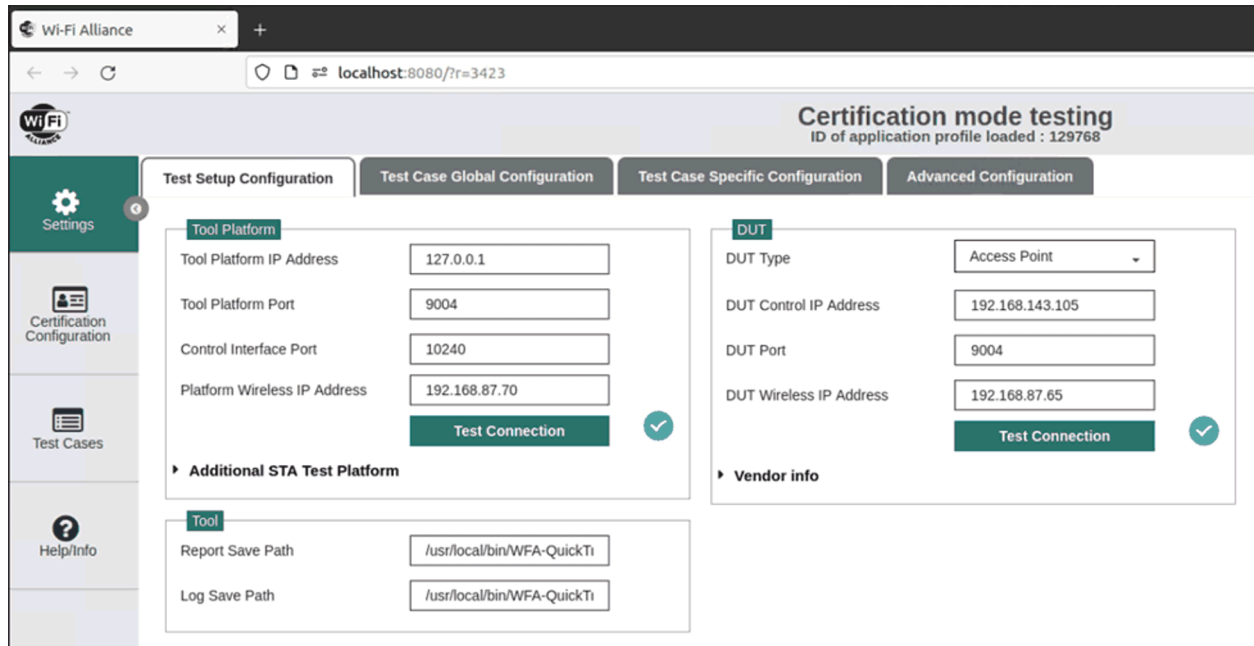 Wi-Fi Alliance
localhost:8080/?r=3423
Wi Fi
ALLIANCE
Certification mode testing
ID of application profile loaded : 129768
Settings
Certification
Configuration
Test Cases
Help/Info
Test Setup Configuration
Test Case Global Configuration
Test Case Specific Configuration
Advanced Configuration
Tool Platform
Tool Platform IP Address 127.0.0.1
Tool Platform Port 9004
Control Interface Port 10240
Platform Wireless IP Address 192.168.87.70
Test Connection
Additional STA Test Platform
DUT
DUT Type Access Point
DUT Control IP Address 192.168.143.105
DUT Port 9004
DUT Wireless IP Address 192.168.87.65
Test Connection
Vendor info
Tool
Report Save Path /usr/local/bin/WFA-QuickTr
Log Save Path /usr/local/bin/WFA-QuickTr